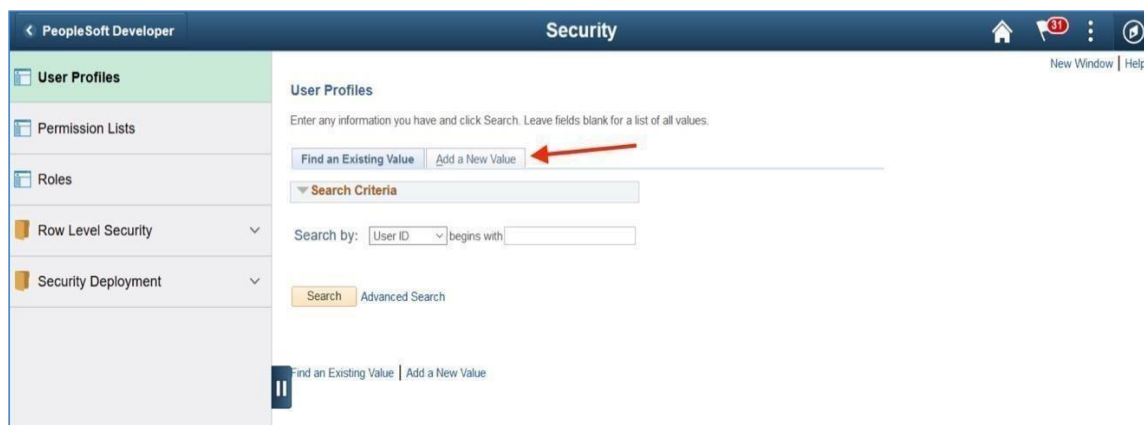 PeopleSoft Developer
Security
31
New Window | Help
User Profiles
Permission Lists
Roles
Row Level Security
Security Deployment
User Profiles
Enter any information you have and click Search. Leave fields blank for a list of all values.
Find an Existing Value Add a New Value
Search Criteria
Search by: User ID begins with
Search Advanced Search
Find an Existing Value | Add a New Value